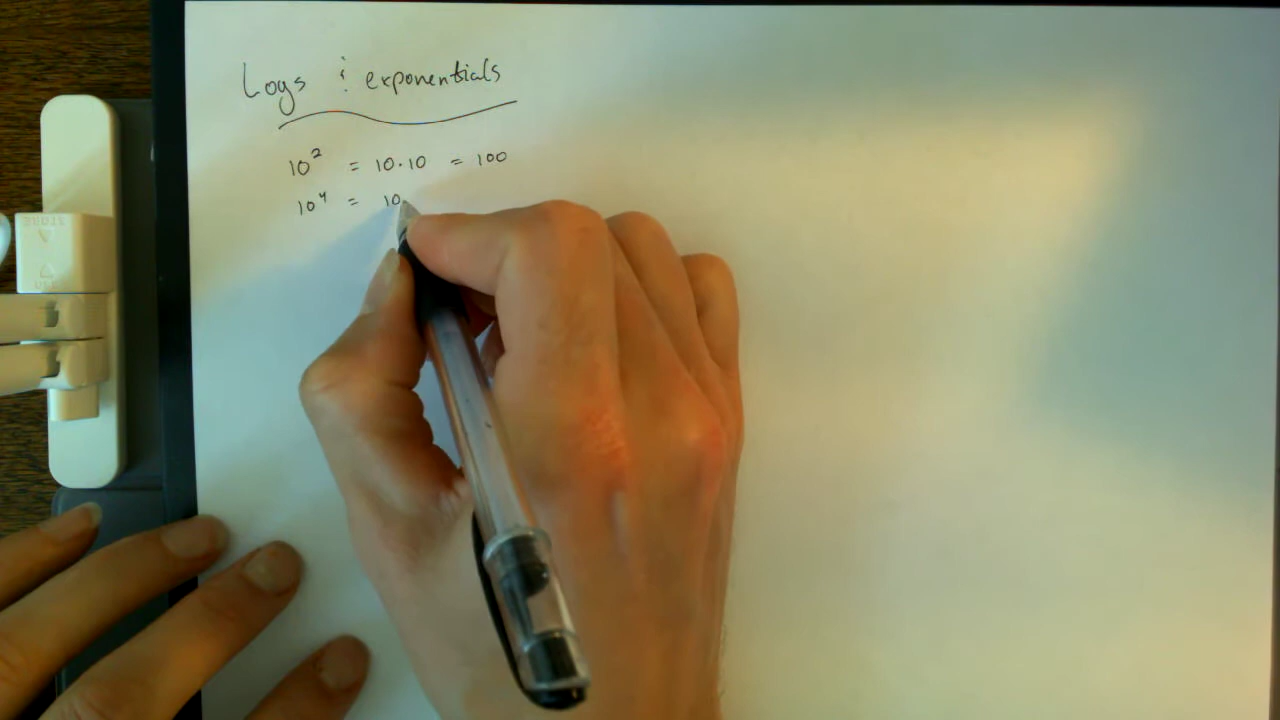 Logs & exponentials
10² = 10·10 = 100
10⁴ = 10